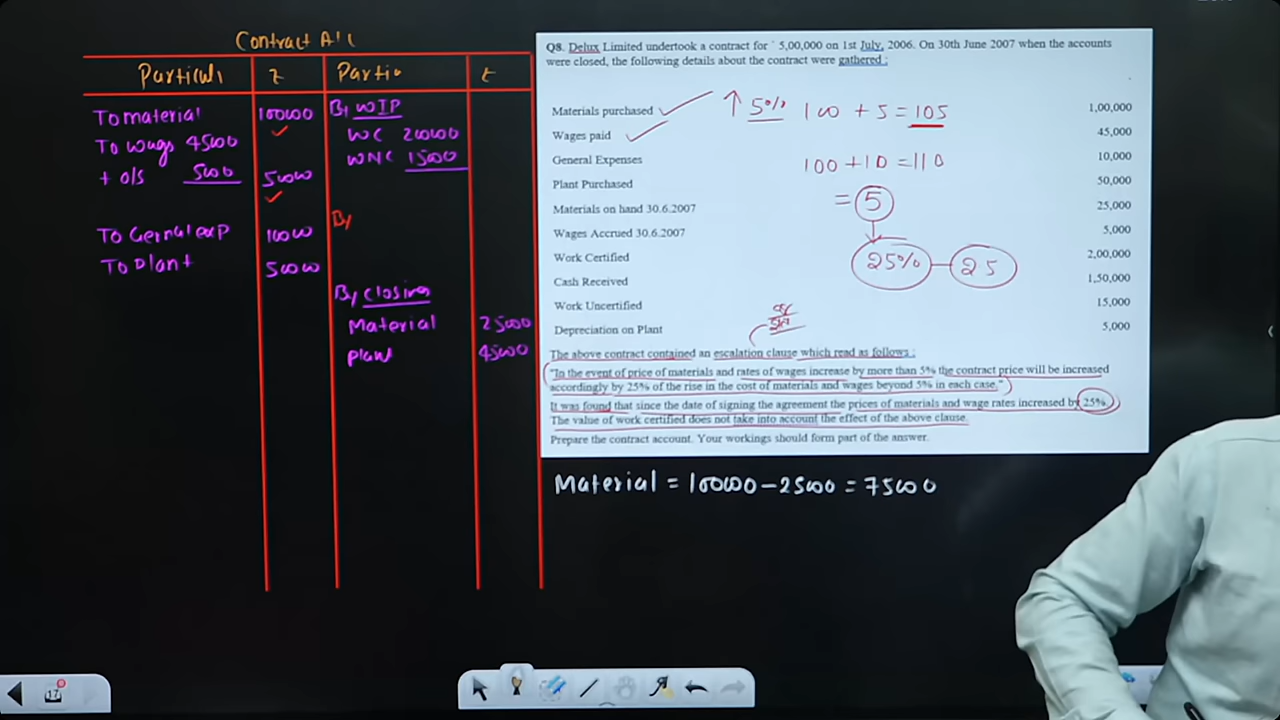 Contract A/C
Particul ₹ Partic ₹
To material 100000 By WIP
WC 200000
To wags 45000
WNC 15000
+ o/s 5000 50000
To Gernal exp 10000 By
To Plant 50000
By closing
Material 25000
plant 45000
Q8. Delux Limited undertook a contract for ` 5,00,000 on 1st July, 2006. On 30th June 2007 when the accounts
were closed, the following details about the contract were gathered :
Materials purchased 1,00,000
↑ 5% 100 + 5 = 105
Wages paid 45,000
General Expenses 10,000
100 + 10 = 110
Plant Purchased 50,000
= 5
Materials on hand 30.6.2007 25,000
Wages Accrued 30.6.2007 5,000
Work Certified 2,00,000
25% – 25
Cash Received 1,50,000
Work Uncertified 15,000
Depreciation on Plant 5,000
The above contract contained an escalation clause which read as follows :
"In the event of price of materials and rates of wages increase by more than 5% the contract price will be increased
accordingly by 25% of the rise in the cost of materials and wages beyond 5% in each case."
It was found that since the date of signing the agreement the prices of materials and wage rates increased by 25%.
The value of work certified does not take into account the effect of the above clause.
Prepare the contract account. Your workings should form part of the answer.
Material = 100000 – 25000 = 75000
17